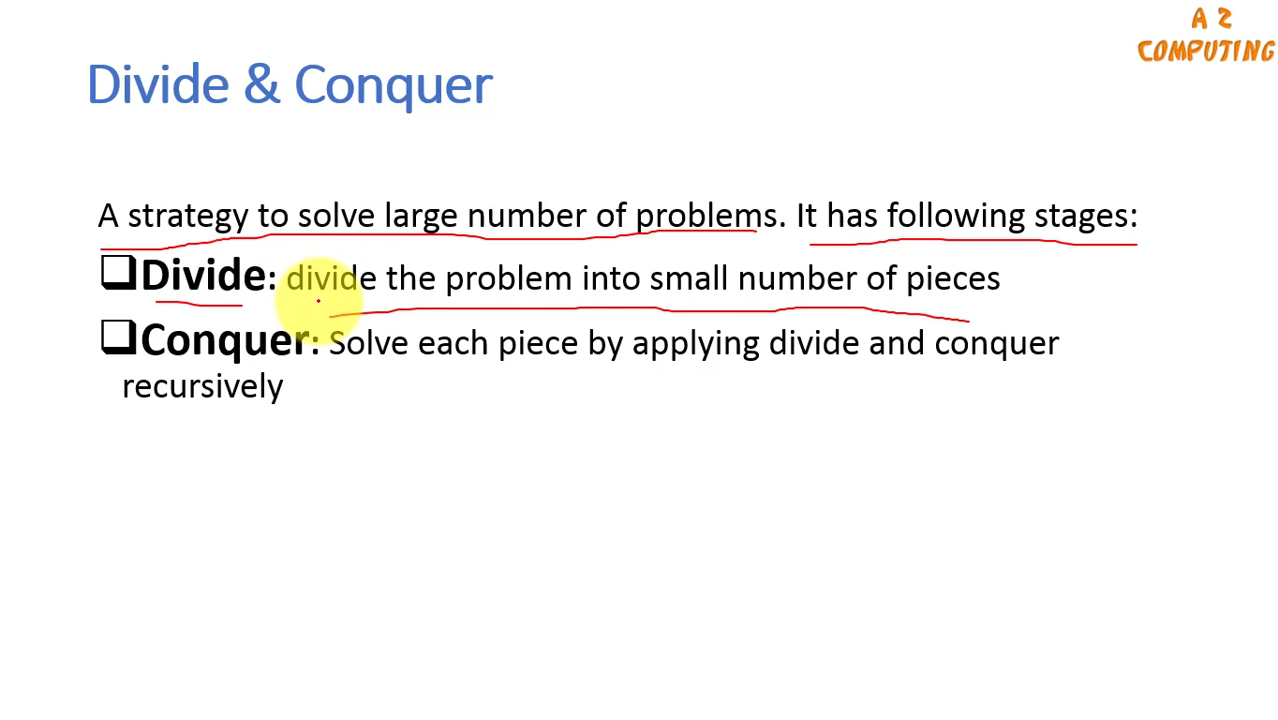 A Z
COMPUTING
Divide & Conquer
A strategy to solve large number of problems. It has following stages:
Divide: divide the problem into small number of pieces
Conquer: Solve each piece by applying divide and conquer
recursively